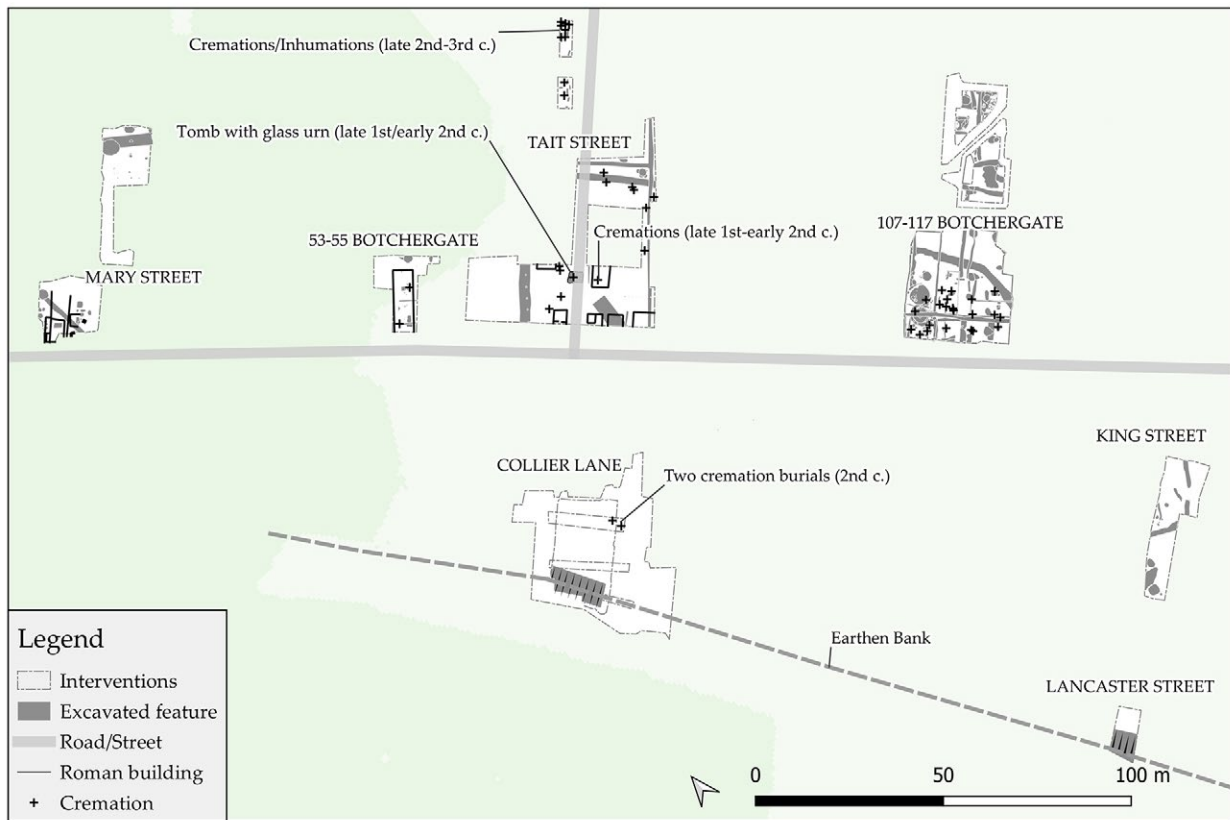 Cremations/Inhumations (late 2nd-3rd c.)
Tomb with glass urn (late 1st/early 2nd c.)
TAIT STREET
107-117 BOTCHERGATE
53-55 BOTCHERGATE
Cremations (late 1st-early 2nd c.)
MARY STREET
KING STREET
COLLIER LANE
Two cremation burials (2nd c.)
Earthen Bank
LANCASTER STREET
Legend
Interventions
Excavated feature
Road/Street
Roman building
Cremation
0 50 100 m